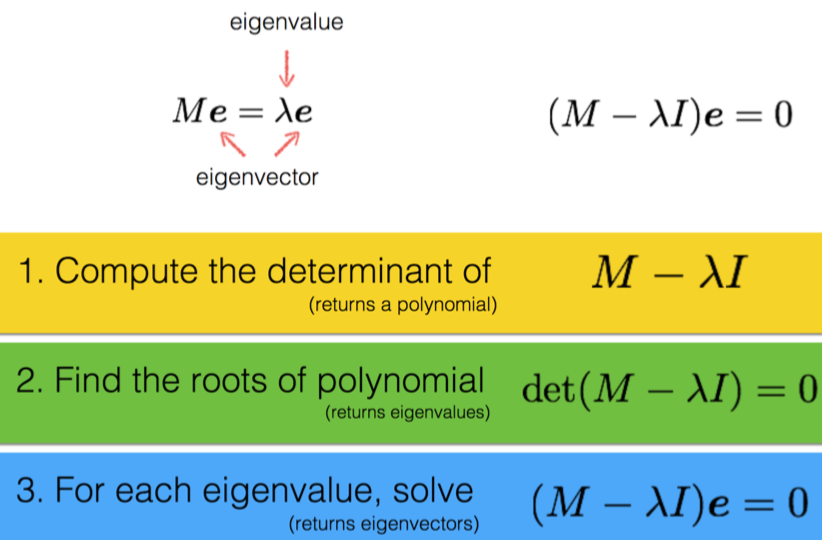 eigenvalue
Me = λe
(M − λI)e = 0
eigenvector
1. Compute the determinant of M − λI
(returns a polynomial)
2. Find the roots of polynomial det(M − λI) = 0
(returns eigenvalues)
3. For each eigenvalue, solve (M − λI)e = 0
(returns eigenvectors)